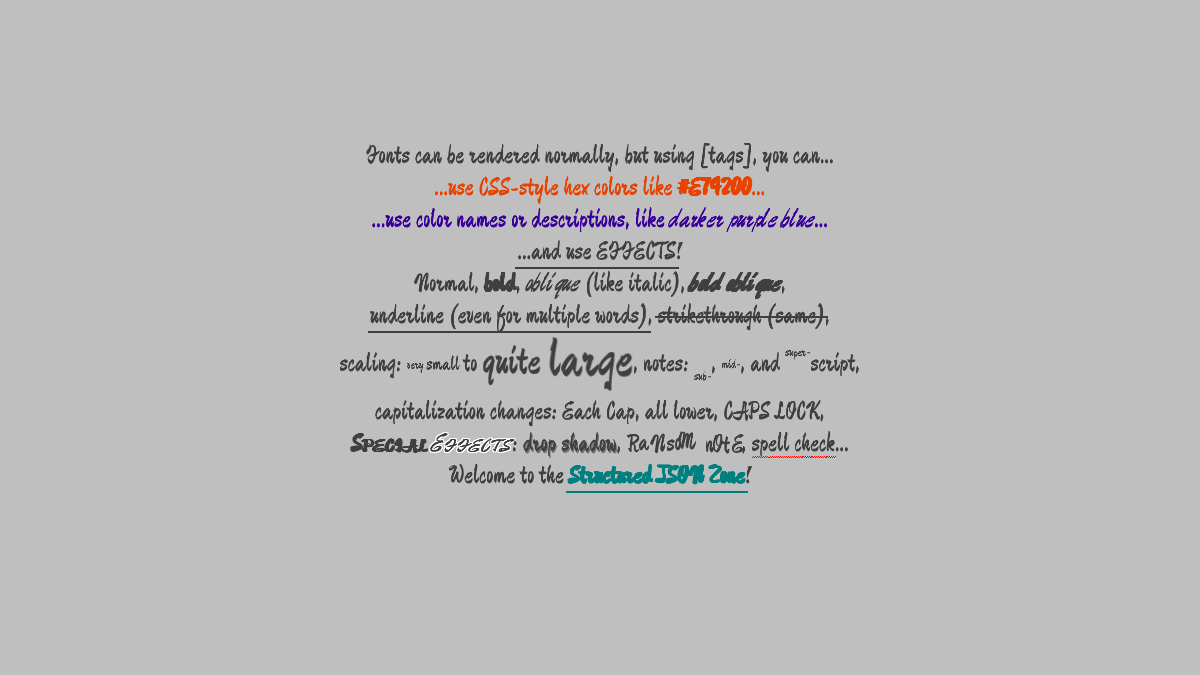 Fonts can be rendered normally, but using [tags], you can...
...use CSS-style hex colors like #E74200...
...use color names or descriptions, like darker purple blue...
...and use EFFECTS!
Normal, bold, oblique (like italic), bold oblique,
underline (even for multiple words), strikethrough (same),
scaling: very small to quite large, notes: sub-, mid-, and super-script,
capitalization changes: Each Cap, all lower, CAPS LOCK,
SPECIAL EFFECTS: drop shadow, RaNsoM nOtE, spell check...
Welcome to the Structured JSON Zone!